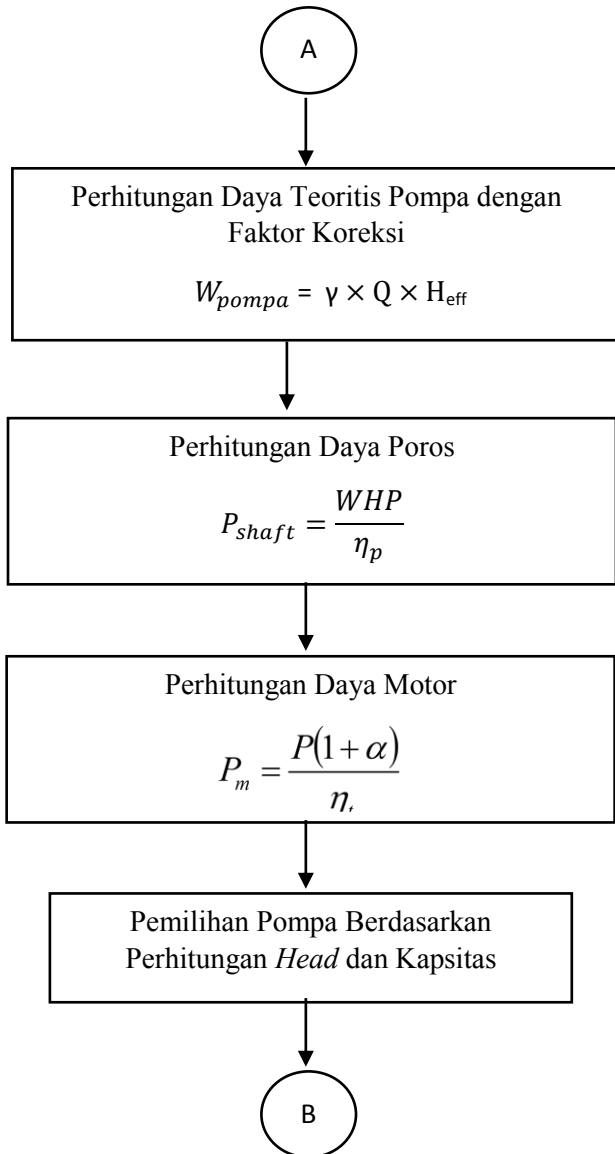 A
Perhitungan Daya Teoritis Pompa dengan
Faktor Koreksi
W_pompa = γ × Q × H_eff
Perhitungan Daya Poros
P_shaft = WHP / η_p
Perhitungan Daya Motor
P_m = P(1 + α) / η_t
Pemilihan Pompa Berdasarkan
Perhitungan Head dan Kapsitas
B